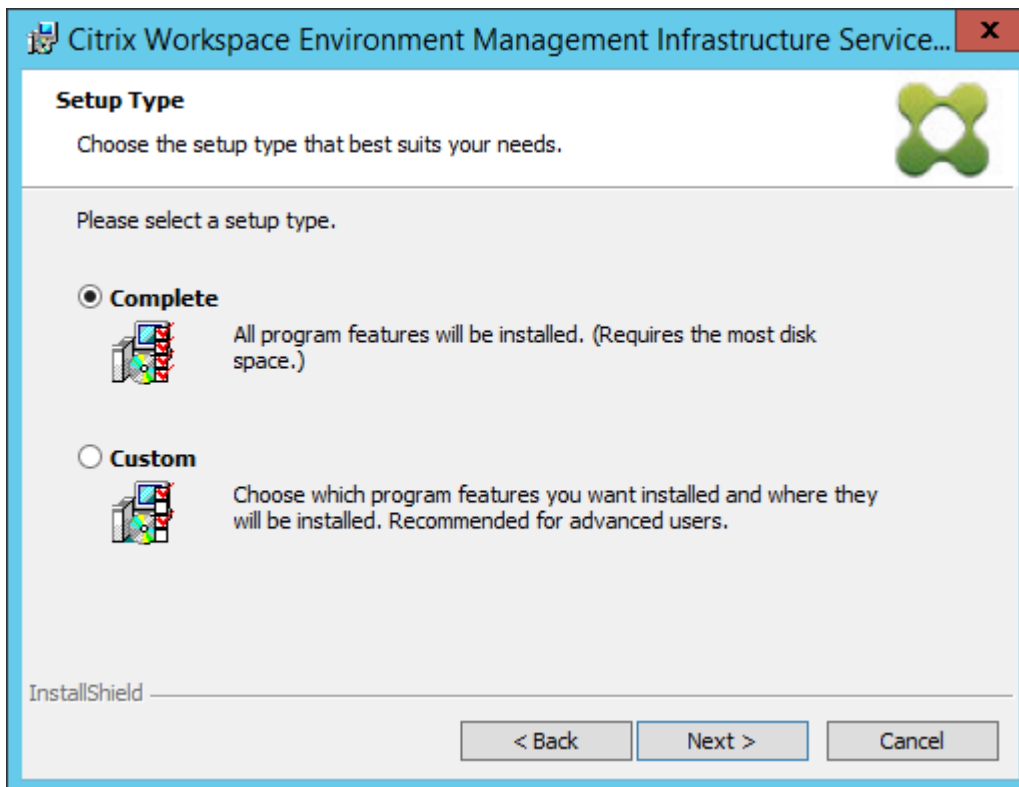 Citrix Workspace Environment Management Infrastructure Service...
x
Setup Type
Choose the setup type that best suits your needs.
Please select a setup type.
Complete
All program features will be installed. (Requires the most disk
space.)
Custom
Choose which program features you want installed and where they
will be installed. Recommended for advanced users.
InstallShield
< Back Next > Cancel